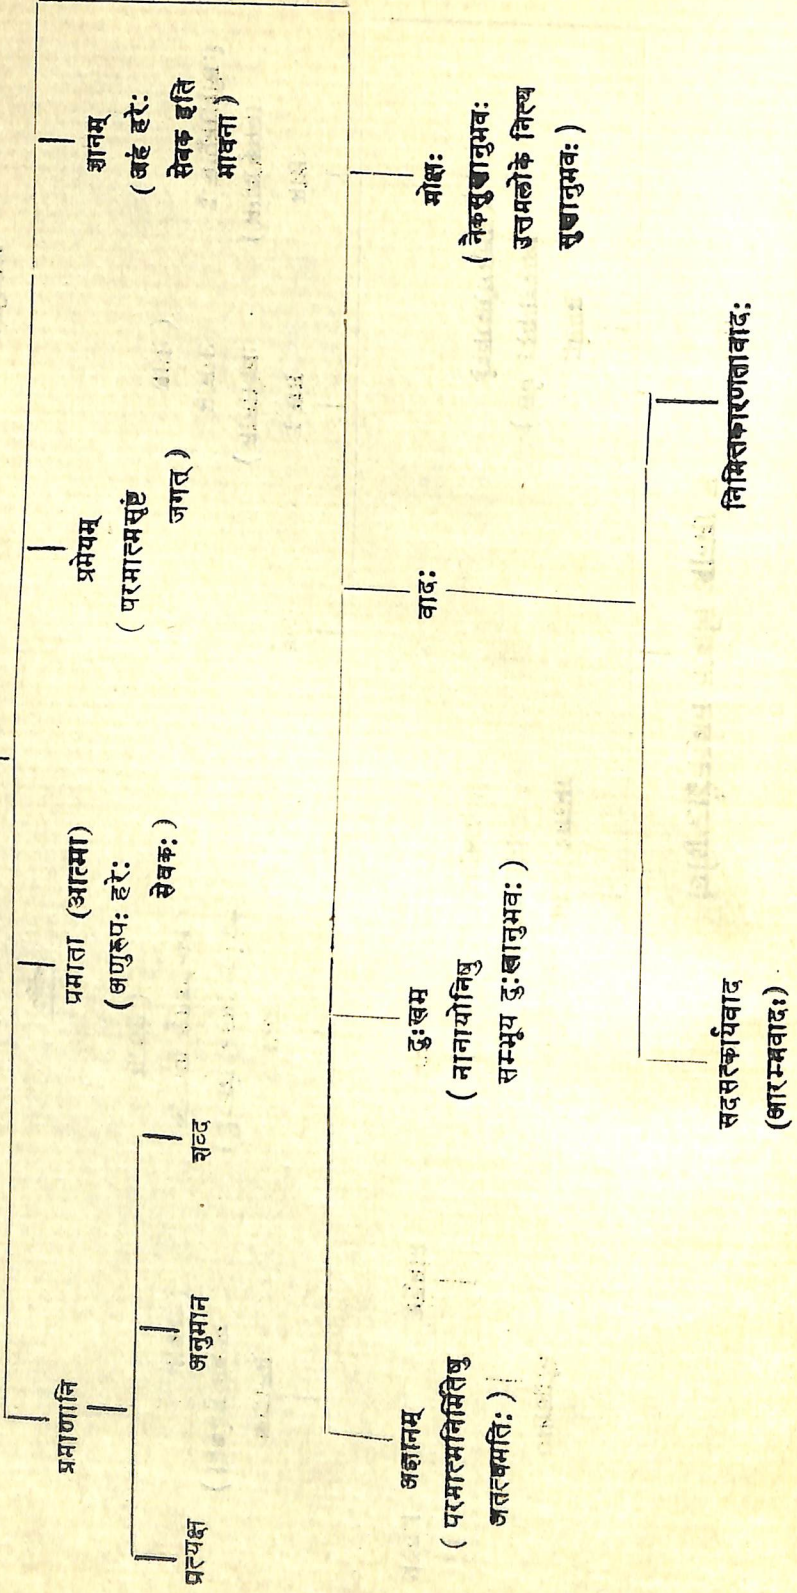 प्रमाणानि
प्रत्यक्ष
अनुमान
शब्द
प्रमाता (आत्मा)
(अणुरूपः हरेः
सेवकः)
प्रमेयम्
(परमात्मसृष्टं
जगत्)
ज्ञानम्
(अहं हरेः
सेवक इति
भावना)
अज्ञानम्
(परमात्मनिर्मितेषु
अतत्त्वमतिः)
दुःखम
(नानायोनिषु
सम्भूय दुःखानुभवः)
वादः
सदसत्कार्यवाद
(आरम्भवादः)
निमित्तकारणतावादः
मोक्षः
(नेकसुखानुभवः
उत्तमलोके नित्य
सुखानुभवः)